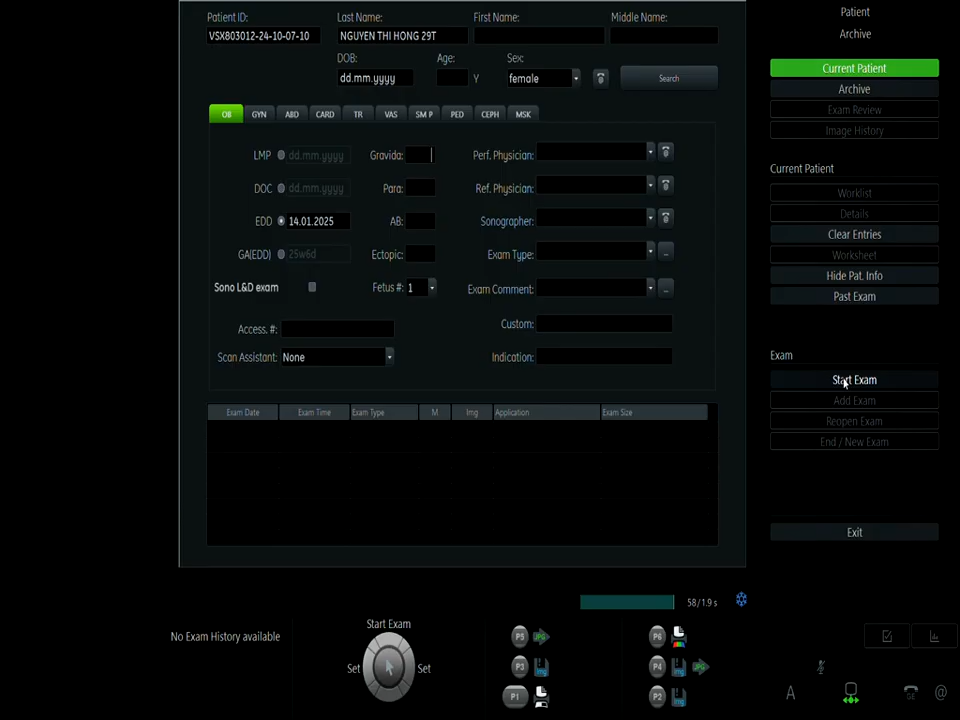 Patient ID: Last Name: First Name: Middle Name:
VSX803012-24-10-07-10 NGUYEN THI HONG 29T
DOB: Age: Sex:
dd.mm.yyyy Y female Search
OB GYN ABD CARD TR VAS SM P PED CEPH MSK
LMP dd.mm.yyyy Gravida: Perf. Physician:
DOC dd.mm.yyyy Para: Ref. Physician:
EDD 14.01.2025 AB: Sonographer:
GA(EDD) 25w6d Ectopic: Exam Type: ...
Sono L&D exam Fetus #: 1 Exam Comment: ...
Access. #: Custom:
Scan Assistant: None Indication:
Exam Date Exam Time Exam Type M Img Application Exam Size
Patient
Archive
Current Patient
Archive
Exam Review
Image History
Current Patient
Worklist
Details
Clear Entries
Worksheet
Hide Pat. Info
Past Exam
Exam
Start Exam
Add Exam
Reopen Exam
End / New Exam
Exit
58/1.9 s
No Exam History available
Start Exam
Set Set
P5 JPG P6
P3 img P4 img JPG
P1 P2 img
A GE @